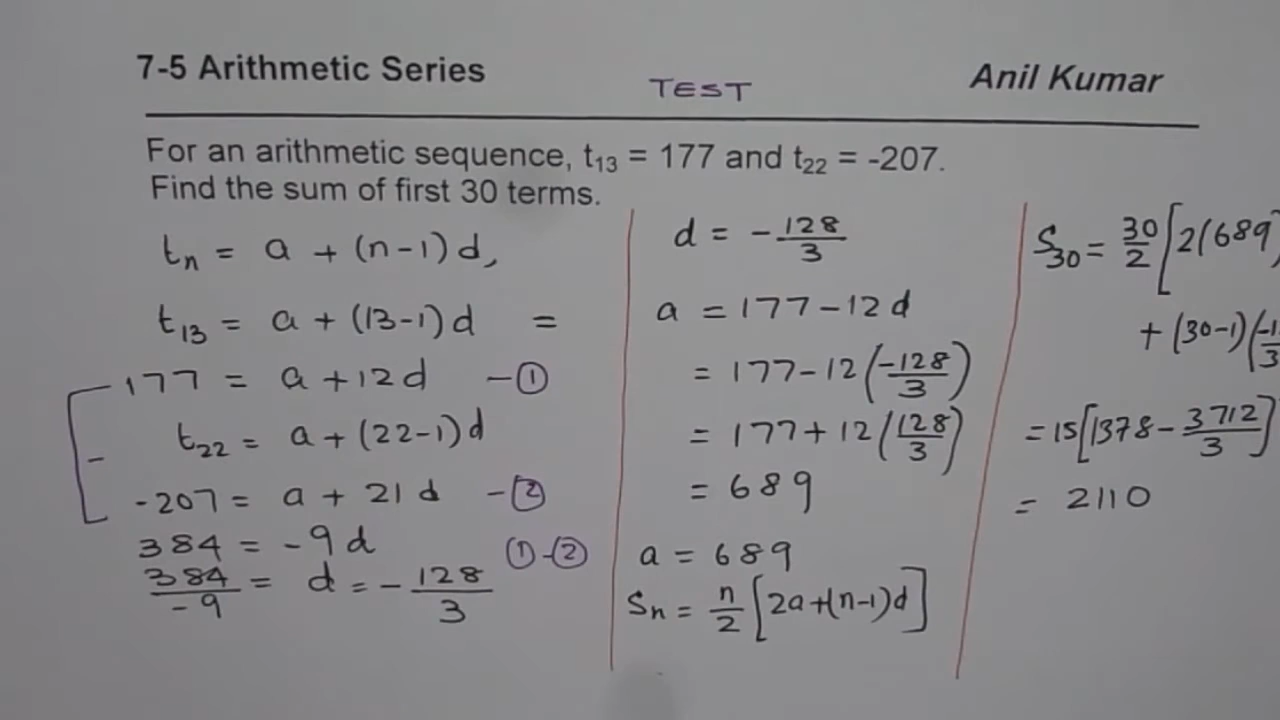 7-5 Arithmetic Series TEST Anil Kumar
For an arithmetic sequence, t₁₃ = 177 and t₂₂ = -207.
Find the sum of first 30 terms.
tₙ = a + (n-1)d,
t₁₃ = a + (13-1)d =
177 = a + 12d -①
t₂₂ = a + (22-1)d
-207 = a + 21d -②
-
384 = -9d ①-②
384/-9 = d = -128/3
d = -128/3
a = 177-12d
= 177-12(-128/3)
= 177+12(128/3)
= 689
a = 689
Sₙ = n/2[2a+(n-1)d]
S₃₀ = 30/2[2(689)
+ (30-1)(
= 15[1378-3712/3]
= 2110